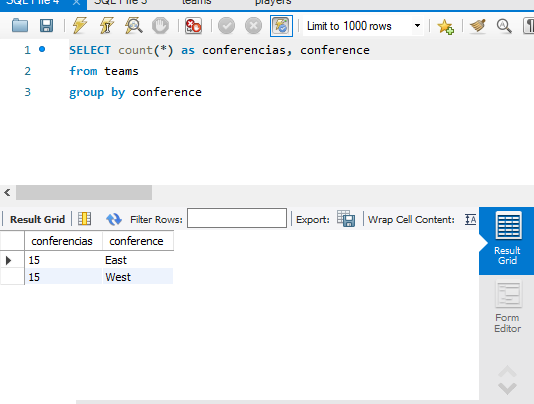 SQL File 4 SQL File 5 teams players
Limit to 1000 rows
1 SELECT count(*) as conferencias, conference
2 from teams
3 group by conference
Result Grid Filter Rows: Export: Wrap Cell Content:
conferencias conference
15 East
15 West
Result
Grid
Form
Editor